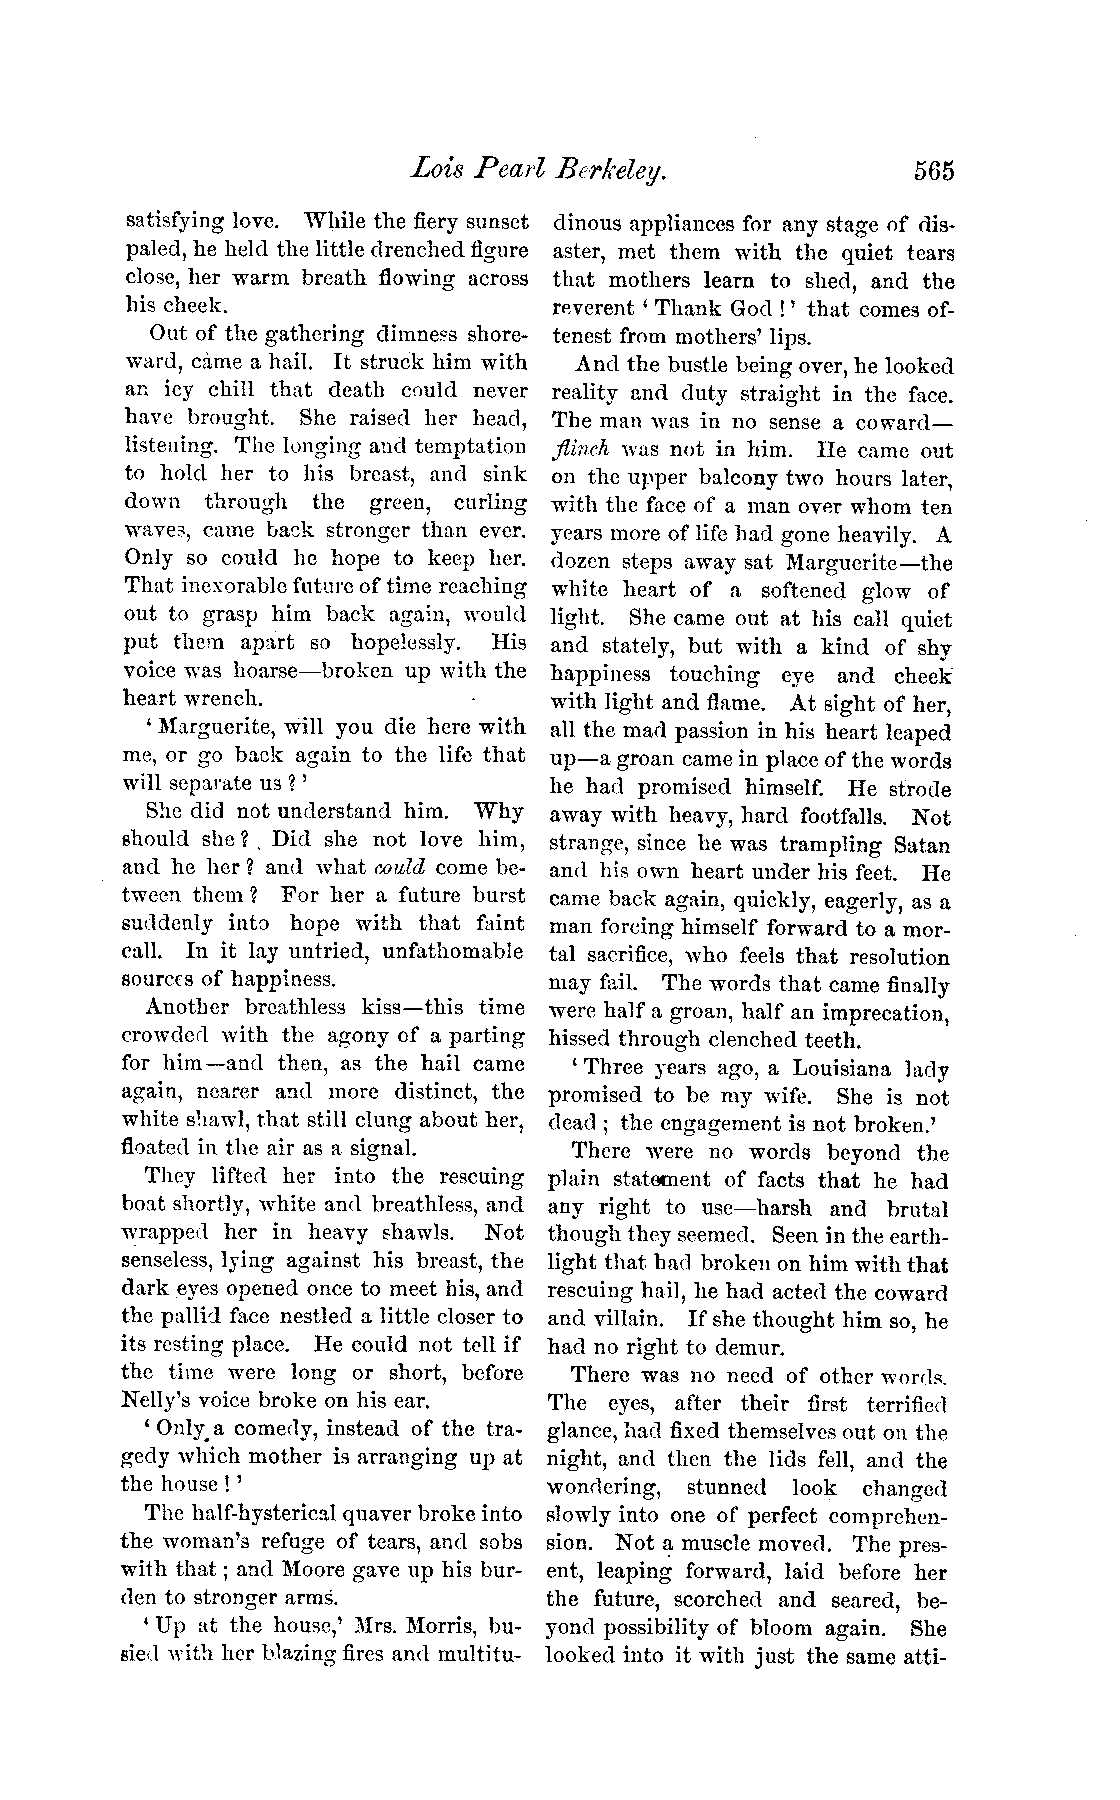 Lois Pearl Berkeley. 565
satisfying love. While the fiery sunset
paled, he held the little drenched figure
close, her warm breath flowing across
his cheek.
Out of the gathering dimness shore-
ward, came a hail. It struck him with
an icy chill that death could never
have brought. She raised her head,
listening. The longing and temptation
to hold her to his breast, and sink
down through the green, curling
waves, came back stronger than ever.
Only so could he hope to keep her.
That inexorable future of time reaching
out to grasp him back again, would
put them apart so hopelessly. His
voice was hoarse—broken up with the
heart wrench.
‘Marguerite, will you die here with
me, or go back again to the life that
will separate us?’
She did not understand him. Why
should she? Did she not love him,
and he her? and what could come be-
tween them? For her a future burst
suddenly into hope with that faint
call. In it lay untried, unfathomable
sources of happiness.
Another breathless kiss—this time
crowded with the agony of a parting
for him—and then, as the hail came
again, nearer and more distinct, the
white shawl, that still clung about her,
floated in the air as a signal.
They lifted her into the rescuing
boat shortly, white and breathless, and
wrapped her in heavy shawls. Not
senseless, lying against his breast, the
dark eyes opened once to meet his, and
the pallid face nestled a little closer to
its resting place. He could not tell if
the time were long or short, before
Nelly's voice broke on his ear.
‘Only a comedy, instead of the tra-
gedy which mother is arranging up at
the house!’
The half-hysterical quaver broke into
the woman's refuge of tears, and sobs
with that; and Moore gave up his bur-
den to stronger arms.
‘Up at the house,’ Mrs. Morris, bu-
sied with her blazing fires and multitu-
dinous appliances for any stage of dis-
aster, met them with the quiet tears
that mothers learn to shed, and the
reverent ‘Thank God!’ that comes of-
tenest from mothers' lips.
And the bustle being over, he looked
reality and duty straight in the face.
The man was in no sense a coward—
flinch was not in him. He came out
on the upper balcony two hours later,
with the face of a man over whom ten
years more of life had gone heavily. A
dozen steps away sat Marguerite—the
white heart of a softened glow of
light. She came out at his call quiet
and stately, but with a kind of shy
happiness touching eye and cheek
with light and flame. At sight of her,
all the mad passion in his heart leaped
up—a groan came in place of the words
he had promised himself. He strode
away with heavy, hard footfalls. Not
strange, since he was trampling Satan
and his own heart under his feet. He
came back again, quickly, eagerly, as a
man forcing himself forward to a mor-
tal sacrifice, who feels that resolution
may fail. The words that came finally
were half a groan, half an imprecation,
hissed through clenched teeth.
‘Three years ago, a Louisiana lady
promised to be my wife. She is not
dead; the engagement is not broken.’
There were no words beyond the
plain statement of facts that he had
any right to use—harsh and brutal
though they seemed. Seen in the earth-
light that had broken on him with that
rescuing hail, he had acted the coward
and villain. If she thought him so, he
had no right to demur.
There was no need of other words.
The eyes, after their first terrified
glance, had fixed themselves out on the
night, and then the lids fell, and the
wondering, stunned look changed
slowly into one of perfect comprehen-
sion. Not a muscle moved. The pres-
ent, leaping forward, laid before her
the future, scorched and seared, be-
yond possibility of bloom again. She
looked into it with just the same atti-